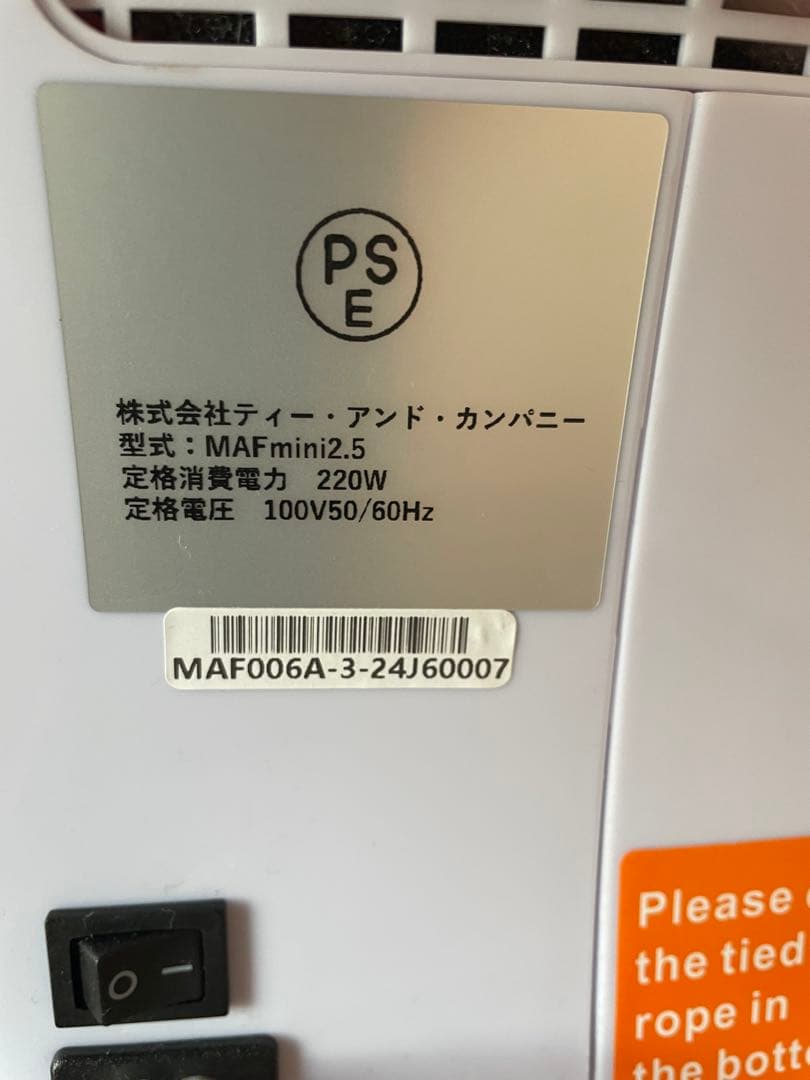 PS
E
株式会社ティー・アンド・カンパニー
型式：MAFmini2.5
定格消費電力 220W
定格電圧 100V50/60Hz
MAF006A-3-24J60007
Please
the tied
rope in
the